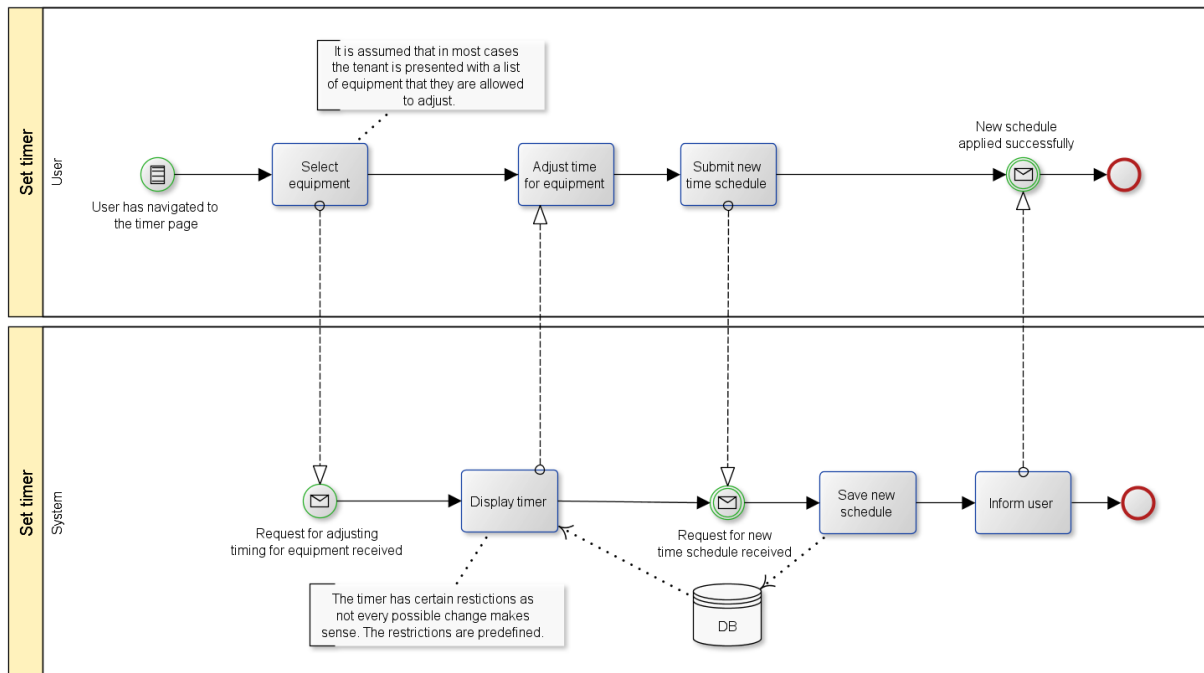 Set timer
User
It is assumed that in most cases
the tenant is presented with a list
of equipment that they are allowed
to adjust.
New schedule
applied successfully
Select
equipment
Adjust time
for equipment
Submit new
time schedule
User has navigated to
the timer page
Set timer
System
Display timer
Save new
schedule
Inform user
Request for adjusting
timing for equipment received
Request for new
time schedule received
The timer has certain restictions as
not every possible change makes
sense. The restrictions are predefined.
DB